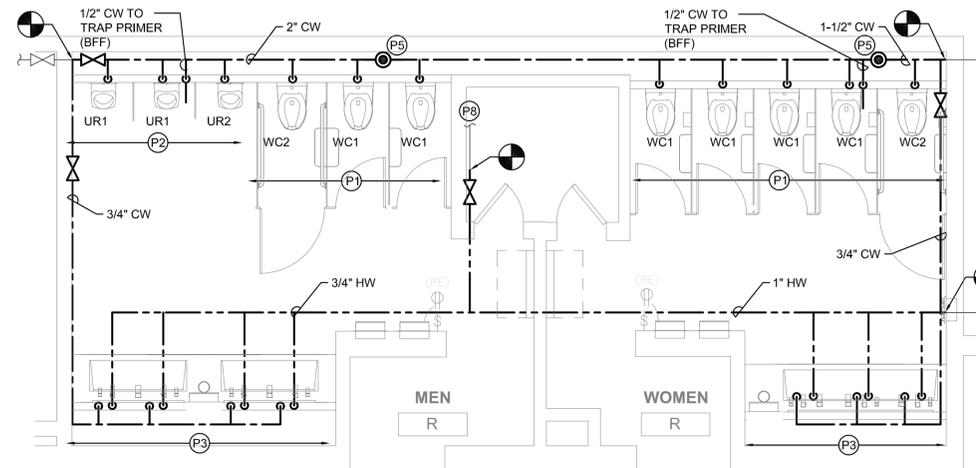 1/2" CW TO
TRAP PRIMER
(BFF)
2" CW
P5
1/2" CW TO
TRAP PRIMER
(BFF)
1-1/2" CW
P5
UR1
UR1
UR2
WC2
WC1
WC1
P8
WC1
WC1
WC1
WC1
WC2
P2
P1
P1
3/4" CW
3/4" CW
3/4" HW
(RE)
S
(RE)
S
1" HW
MEN
R
WOMEN
R
P3
P3